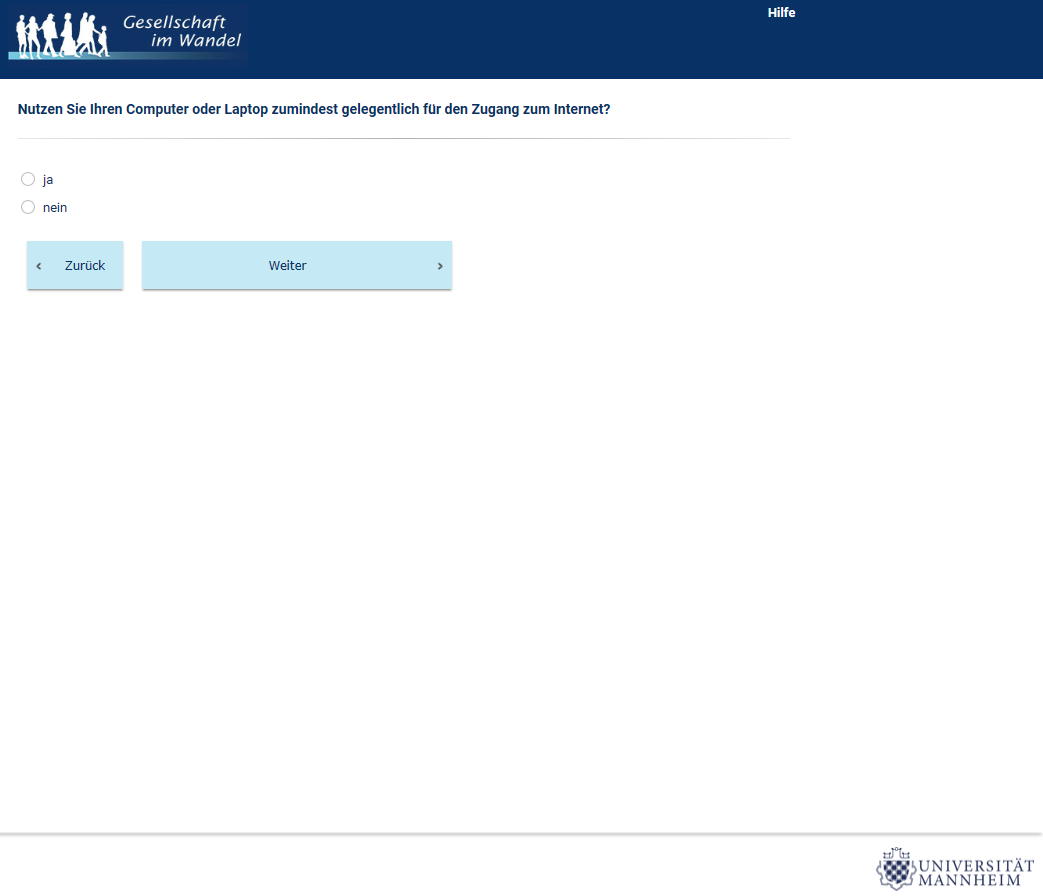 Gesellschaft
im Wandel
Hilfe
Nutzen Sie Ihren Computer oder Laptop zumindest gelegentlich für den Zugang zum Internet?
ja
nein
‹ Zurück
Weiter ›
UNIVERSITÄT
MANNHEIM